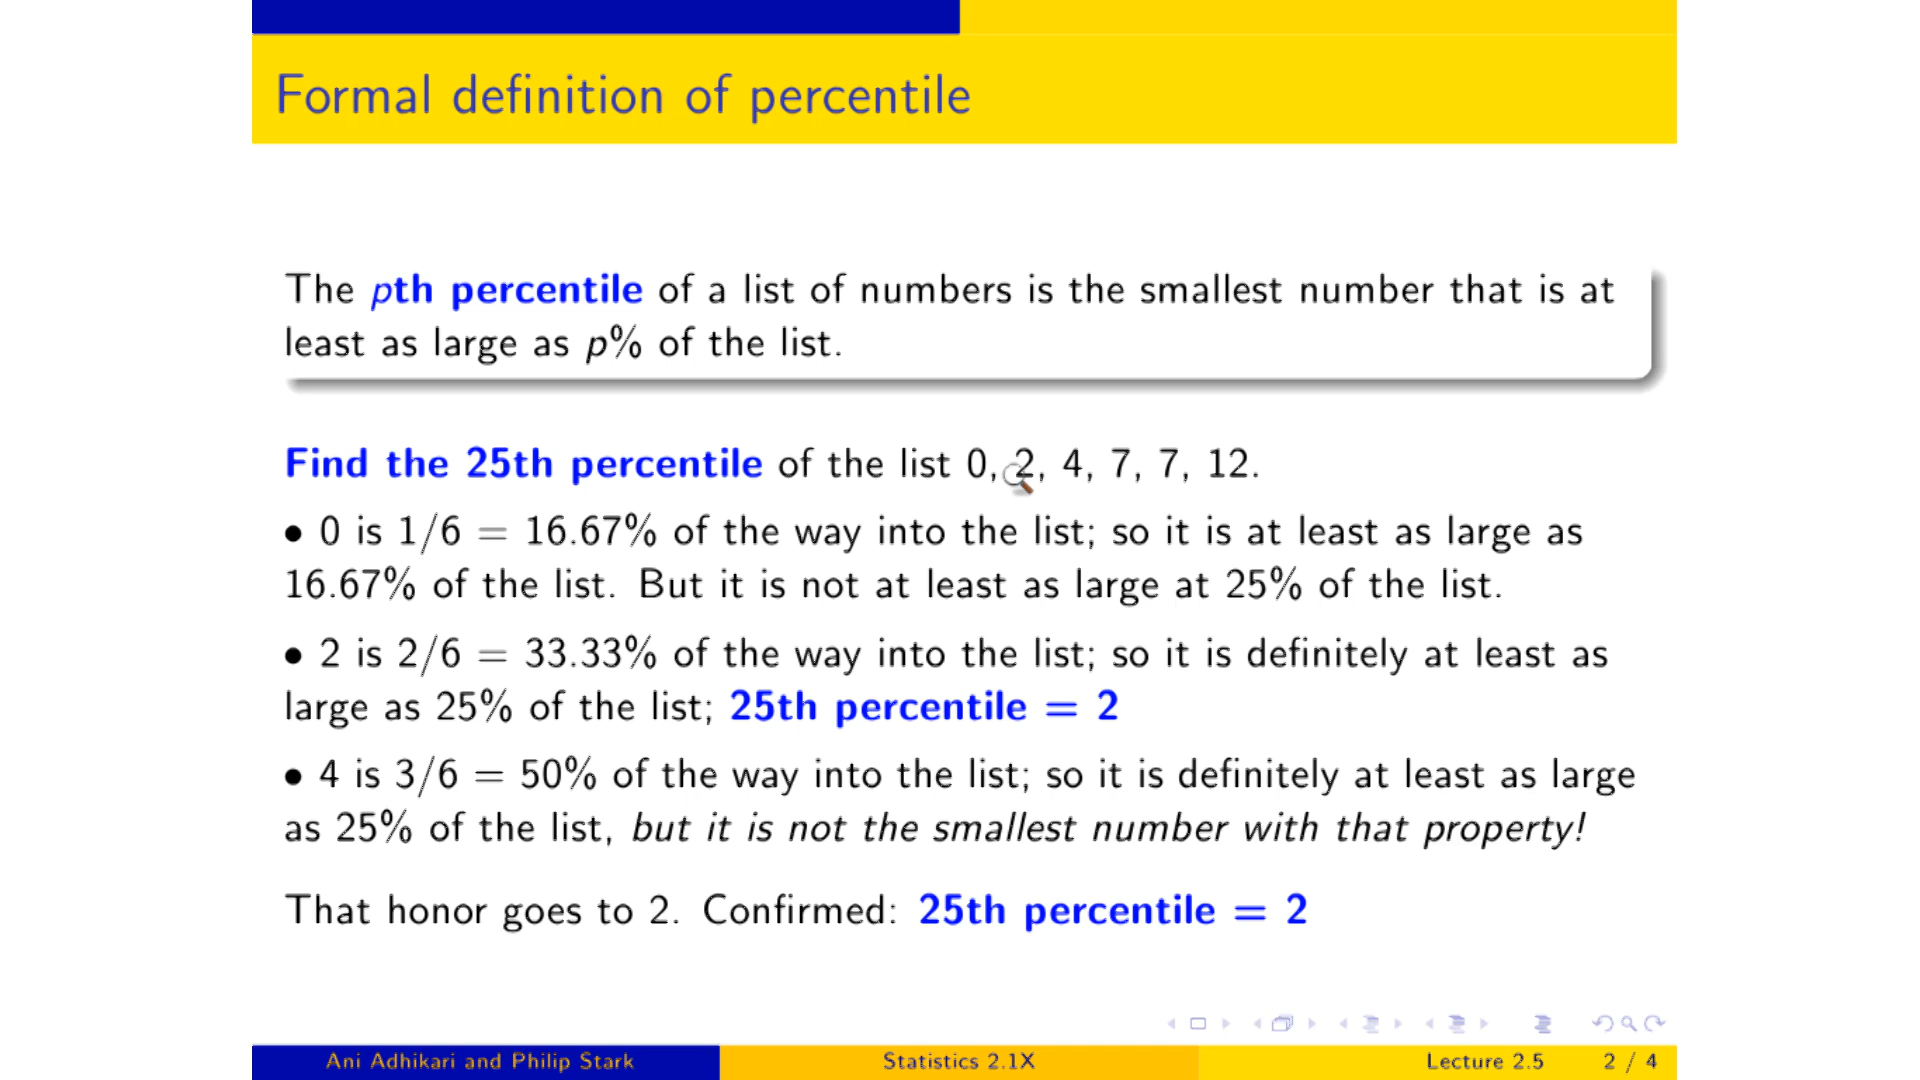 Formal definition of percentile
The pth percentile of a list of numbers is the smallest number that is at
least as large as p% of the list.
Find the 25th percentile of the list 0, 2, 4, 7, 7, 12.
• 0 is 1/6 = 16.67% of the way into the list; so it is at least as large as
16.67% of the list. But it is not at least as large at 25% of the list.
• 2 is 2/6 = 33.33% of the way into the list; so it is definitely at least as
large as 25% of the list; 25th percentile = 2
• 4 is 3/6 = 50% of the way into the list; so it is definitely at least as large
as 25% of the list, but it is not the smallest number with that property!
That honor goes to 2. Confirmed: 25th percentile = 2
Ani Adhikari and Philip Stark Statistics 2.1X Lecture 2.5 2 / 4